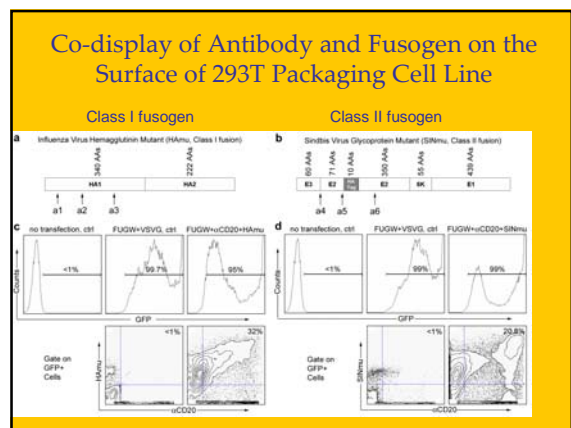 Co-display of Antibody and Fusogen on the
Surface of 293T Packaging Cell Line
Class I fusogen
Class II fusogen
a Influenza Virus Hemagglutinin Mutant (HAmu, Class I fusion)
340 AAs
222 AAs
HA1
HA2
a1
a2
a3
b Sindbis Virus Glycoprotein Mutant (SINmu, Class II fusion)
60 AAs
71 AAs
10 AAs
350 AAs
55 AAs
439 AAs
E3
E2
E2
6K
E1
a4
a5
a6
c
no transfection, ctrl
FUGW+VSVG, ctrl
FUGW+αCD20+HAmu
Counts
<1%
99.7%
95%
GFP
Gate on
GFP+
Cells
HAmu
<1%
32%
αCD20
d
no transfection, ctrl
FUGW+VSVG, ctrl
FUGW+αCD20+SINmu
Counts
<1%
99%
99%
GFP
Gate on
GFP+
Cells
SINmu
<1%
20.8%
αCD20